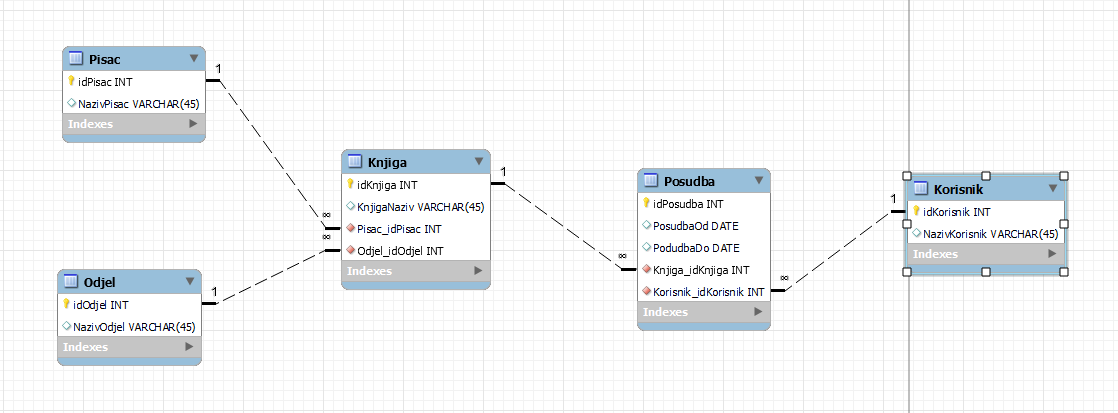 Pisac
idPisac INT
NazivPisac VARCHAR(45)
Indexes
1
Odjel
idOdjel INT
NazivOdjel VARCHAR(45)
Indexes
1
∞
∞
Knjiga
idKnjiga INT
KnjigaNaziv VARCHAR(45)
Pisac_idPisac INT
Odjel_idOdjel INT
Indexes
1
∞
Posudba
idPosudba INT
PosudbaOd DATE
PodudbaDo DATE
Knjiga_idKnjiga INT
Korisnik_idKorisnik INT
Indexes
∞
1
Korisnik
idKorisnik INT
NazivKorisnik VARCHAR(45)
Indexes